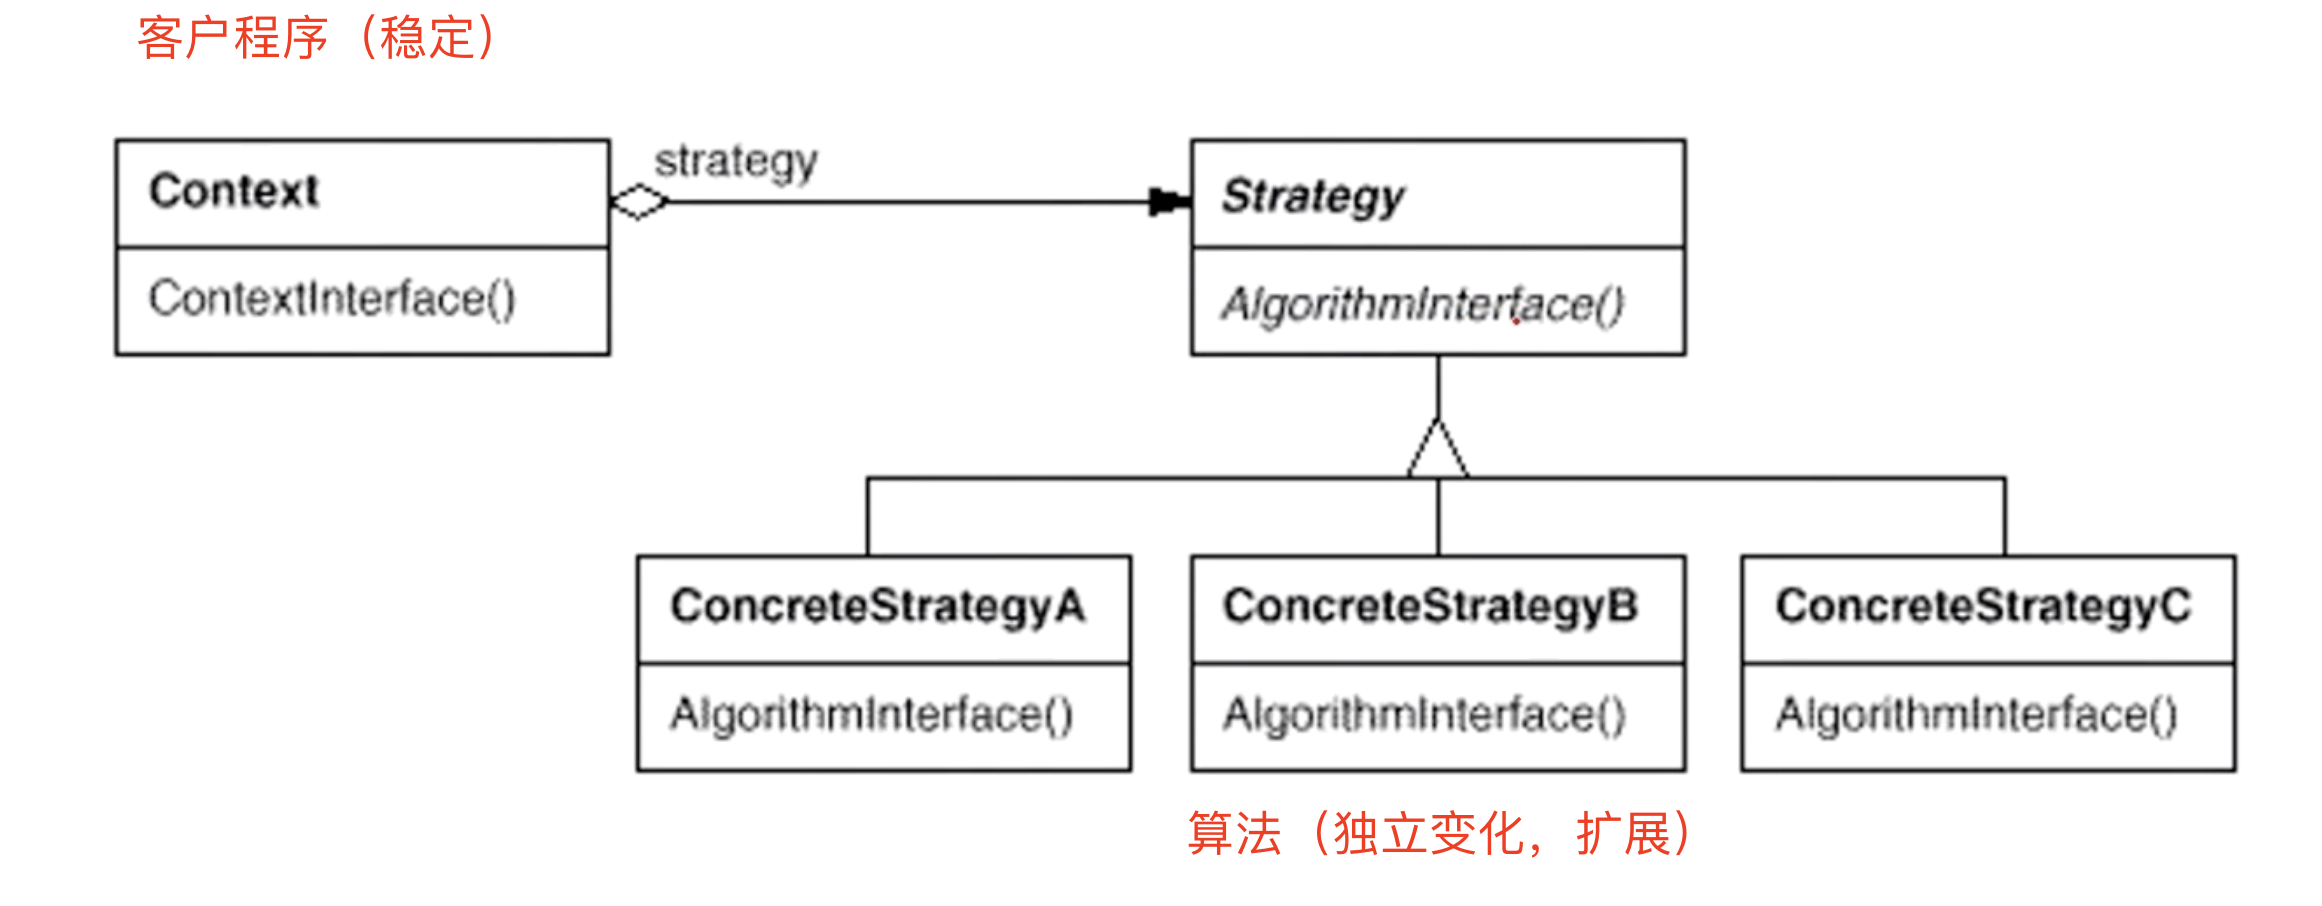 客户程序（稳定）
strategy
Context
Strategy
ContextInterface()
AlgorithmInterface()
ConcreteStrategyA
ConcreteStrategyB
ConcreteStrategyC
AlgorithmInterface()
AlgorithmInterface()
AlgorithmInterface()
算法（独立变化，扩展）